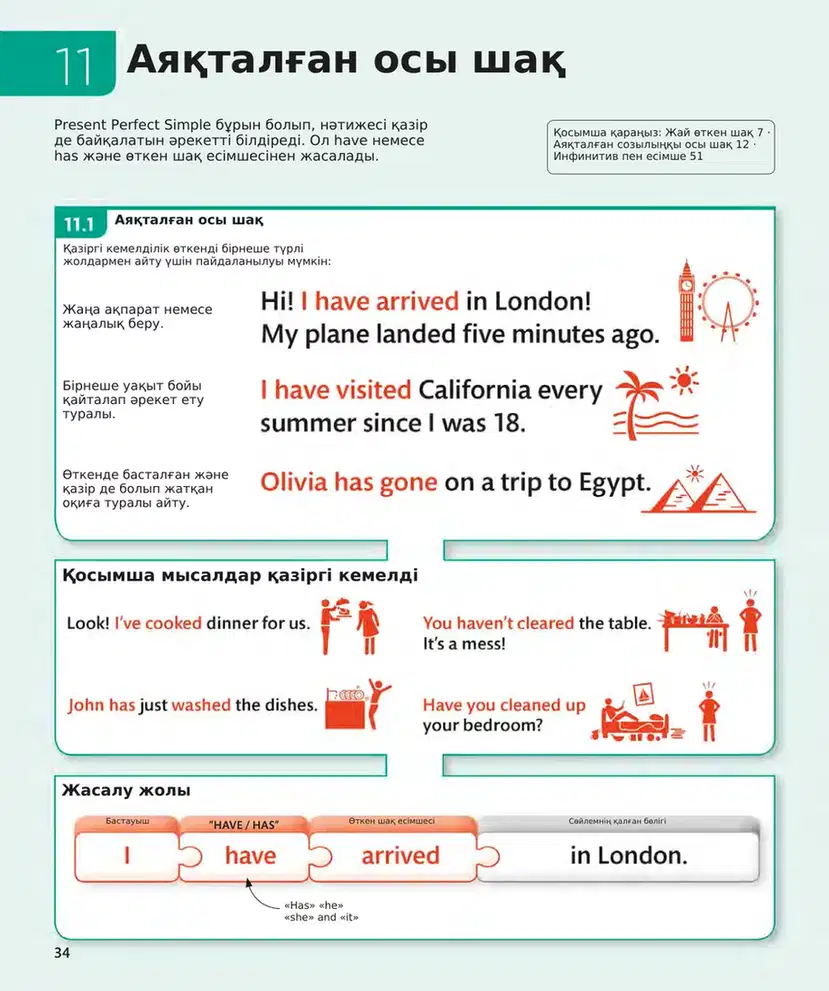 11
Аяқталған осы шақ
Present Perfect Simple бұрын болып, нәтижесі қазір
де байқалатын әрекетті білдіреді. Ол have немесе
has және өткен шақ есімшесінен жасалады.
Қосымша қараңыз: Жай өткен шақ 7 ·
Аяқталған созылыңқы осы шақ 12 ·
Инфинитив пен есімше 51
11.1 Аяқталған осы шақ
Қазіргі кемелділік өткенді бірнеше түрлі
жолдармен айту үшін пайдаланылуы мүмкін:
Жаңа ақпарат немесе
жаңалық беру.
Hi! I have arrived in London!
My plane landed five minutes ago.
Бірнеше уақыт бойы
қайталап әрекет ету
туралы.
I have visited California every
summer since I was 18.
Өткенде басталған және
қазір де болып жатқан
оқиға туралы айту.
Olivia has gone on a trip to Egypt.
Қосымша мысалдар қазіргі кемелді
Look! I've cooked dinner for us.
You haven't cleared the table.
It's a mess!
John has just washed the dishes.
Have you cleaned up
your bedroom?
Жасалу жолы
Бастауыш
"HAVE / HAS"
Өткен шақ есімшесі
Сөйлемнің қалған бөлігі
I
have
arrived
in London.
«Has» «he»
«she» and «it»
34